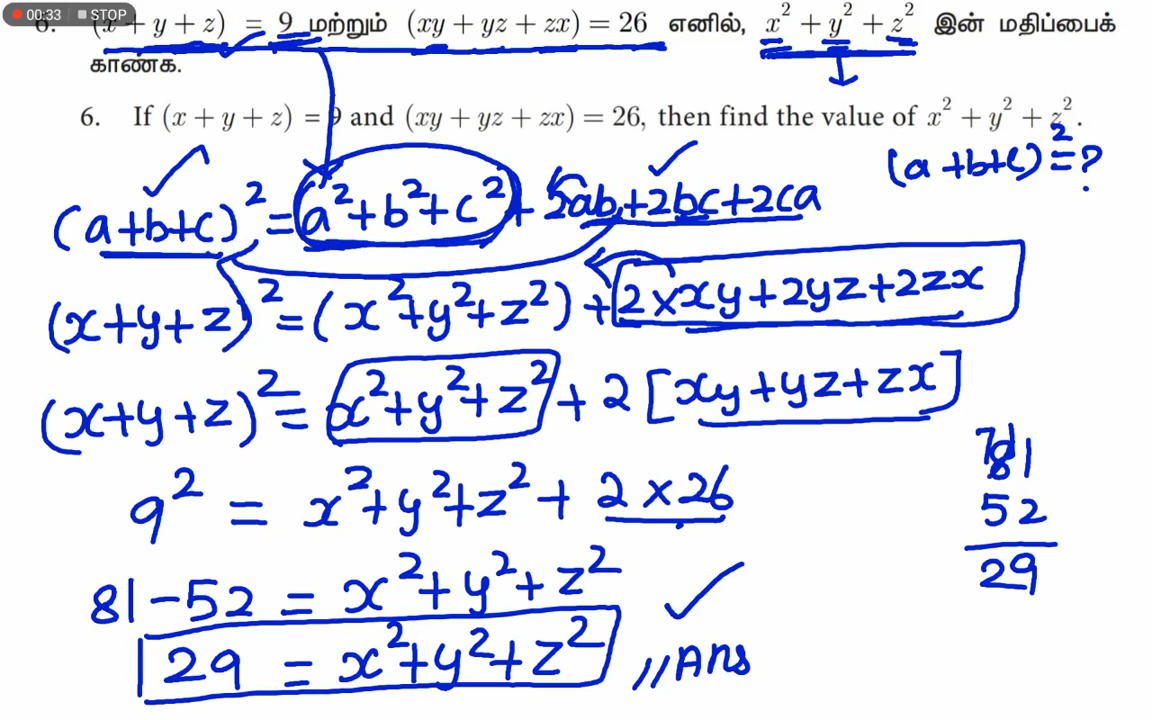 00:33 STOP
6. (x + y + z) = 9 மற்றும் (xy + yz + zx) = 26 எனில், x² + y² + z² இன் மதிப்பைக்
காண்க.
6. If (x + y + z) = 9 and (xy + yz + zx) = 26, then find the value of x² + y² + z².
(a+b+c)² = ?
(a+b+c)² = a²+b²+c² + 2ab+2bc+2ca
(x+y+z)² = (x²+y²+z²) + 2×xy+2yz+2zx
(x+y+z)² = x²+y²+z² + 2[xy+yz+zx]
9² = x²+y²+z² + 2×26
81
52
29
81-52 = x²+y²+z²
29 = x²+y²+z² //Ans